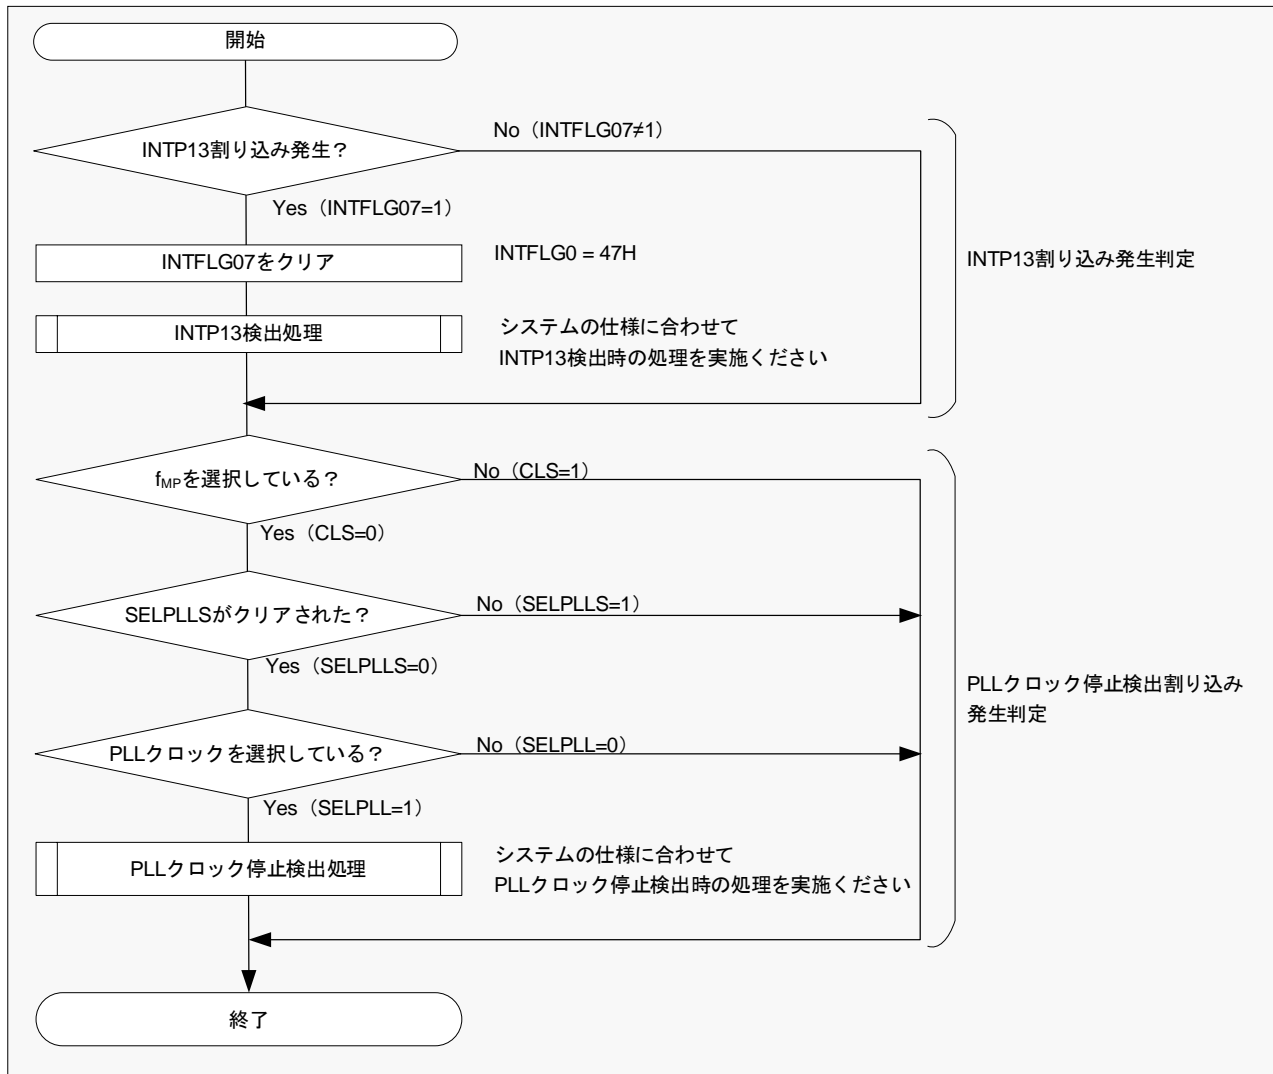 開始
INTP13割り込み発生？
No（INTFLG07≠1）
Yes（INTFLG07=1）
INTFLG07をクリア
INTFLG0 = 47H
INTP13割り込み発生判定
INTP13検出処理
システムの仕様に合わせて
INTP13検出時の処理を実施ください
fMPを選択している？
No（CLS=1）
Yes（CLS=0）
SELPLLSがクリアされた？
No（SELPLLS=1）
Yes（SELPLLS=0）
PLLクロック停止検出割り込み
発生判定
PLLクロックを選択している？
No（SELPLL=0）
Yes（SELPLL=1）
PLLクロック停止検出処理
システムの仕様に合わせて
PLLクロック停止検出時の処理を実施ください
終了